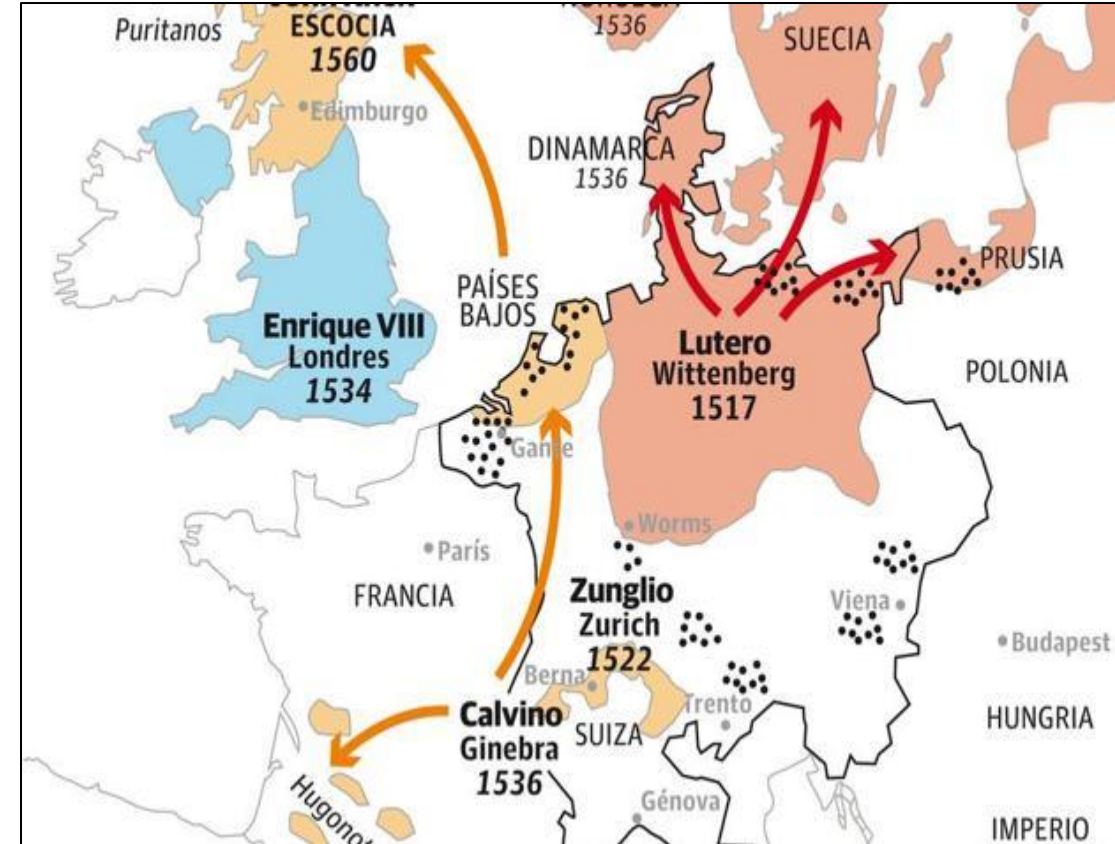 Puritanos
ESCOCIA
1560
Edimburgo
1536
SUECIA
DINAMARCA
1536
PRUSIA
PAÍSES
BAJOS
Enrique VIII
Londres
1534
Lutero
Wittenberg
1517
POLONIA
Gante
Worms
París
FRANCIA
Zunglio
Zurich
1522
Viena
Budapest
Berna
Trento
SUIZA
HUNGRIA
Calvino
Ginebra
1536
Génova
IMPERIO